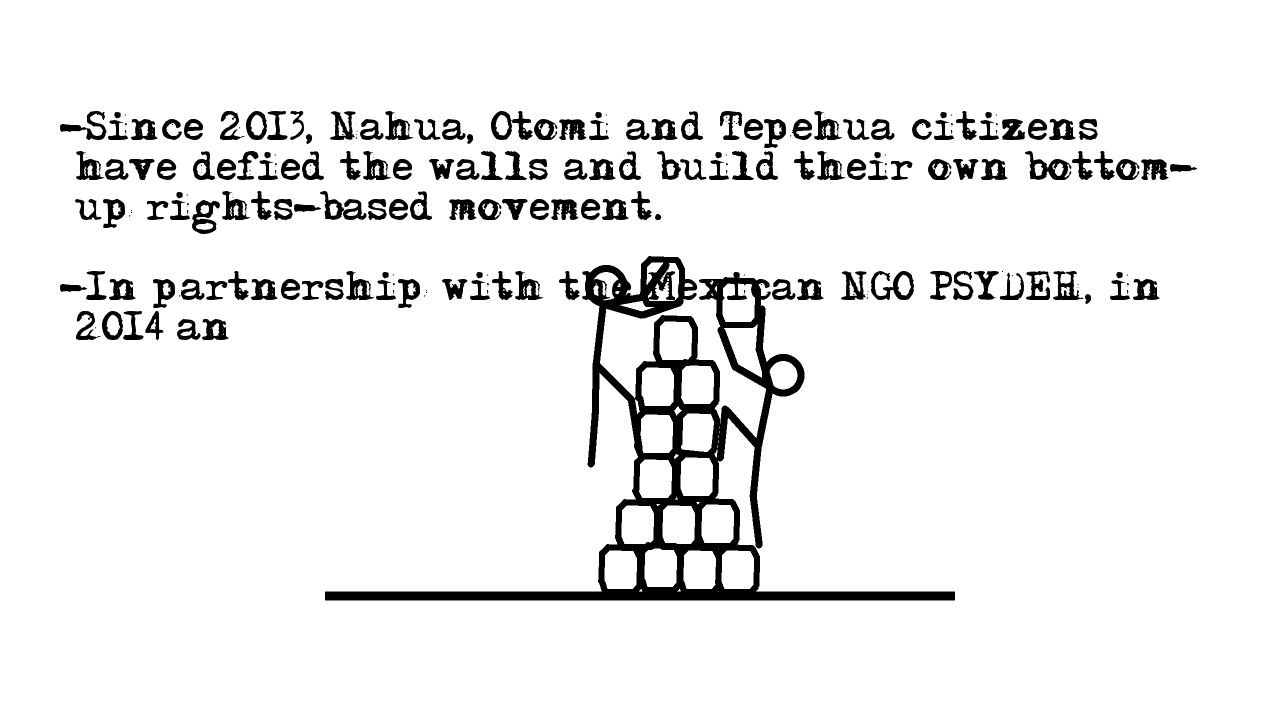 -Since 2013, Nahua, Otomi and Tepehua citizens
have defied the walls and build their own bottom-
up rights-based movement.
-In partnership with the Mexican NGO PSYDEH, in
2014 an